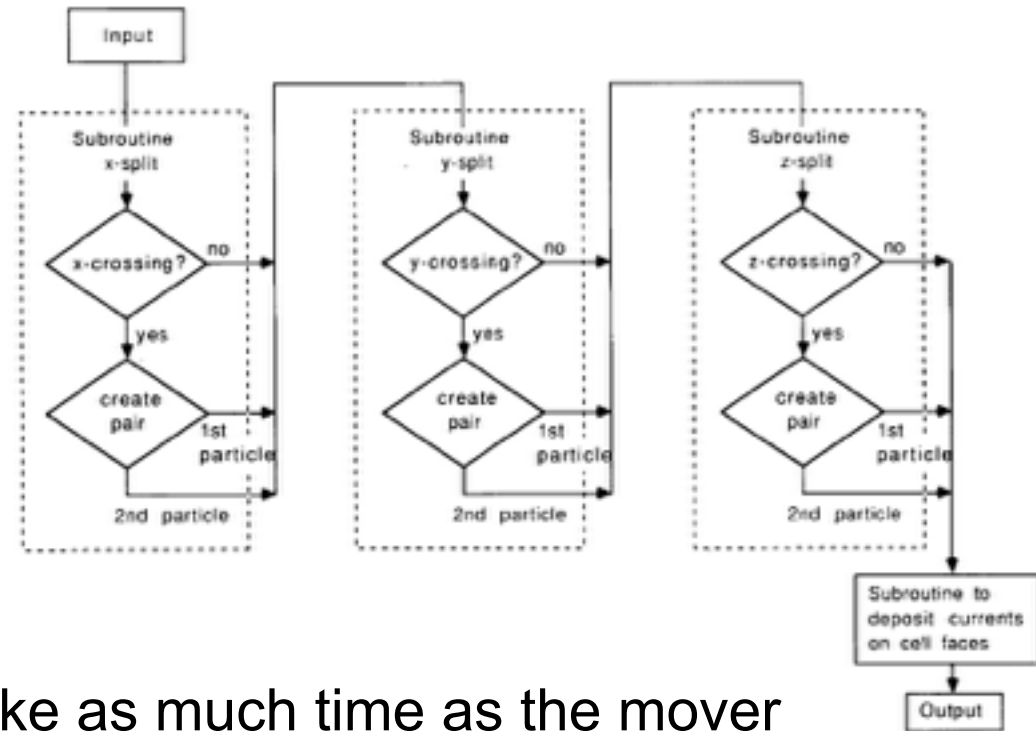 Input
Subroutine
x-split
x-crossing?
no
yes
create
pair
1st
particle
2nd particle
Subroutine
y-split
y-crossing?
no
yes
create
pair
1st
particle
2nd particle
Subroutine
z-split
z-crossing?
no
yes
create
pair
1st
particle
2nd particle
Subroutine to
deposit currents
on cell faces
Output
ke as much time as the mover